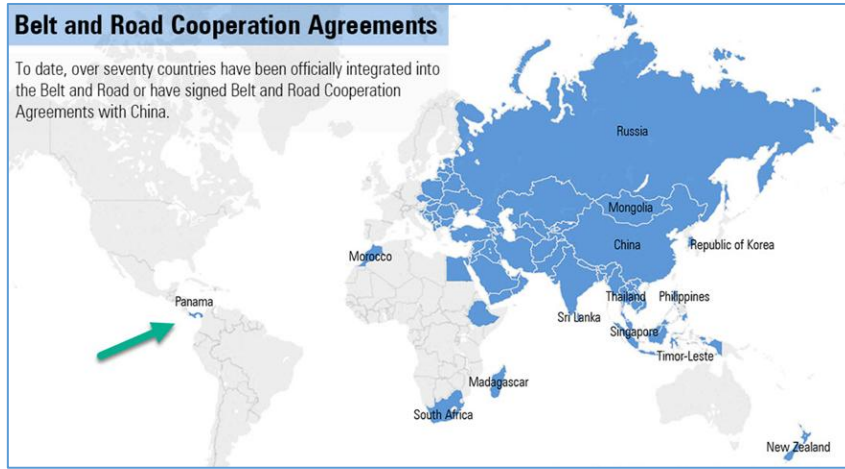 Belt and Road Cooperation Agreements
To date, over seventy countries have been officially integrated into
the Belt and Road or have signed Belt and Road Cooperation
Agreements with China.
Russia
Mongolia
China
Republic of Korea
Morocco
Panama
Thailand
Philippines
Sri Lanka
Singapore
Timor-Leste
Madagascar
South Africa
New Zealand